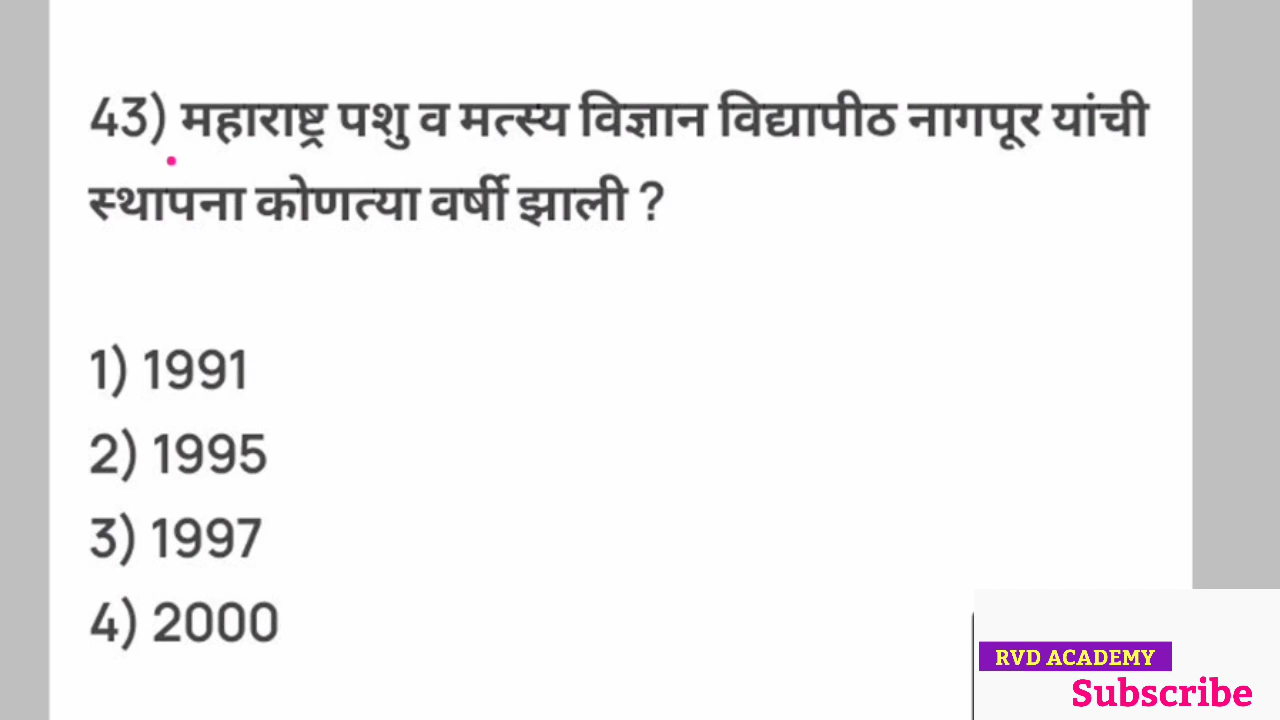 43) महाराष्ट्र पशु व मत्स्य विज्ञान विद्यापीठ नागपूर यांची
स्थापना कोणत्या वर्षी झाली ?
1) 1991
2) 1995
3) 1997
4) 2000
RVD ACADEMY
Subscribe